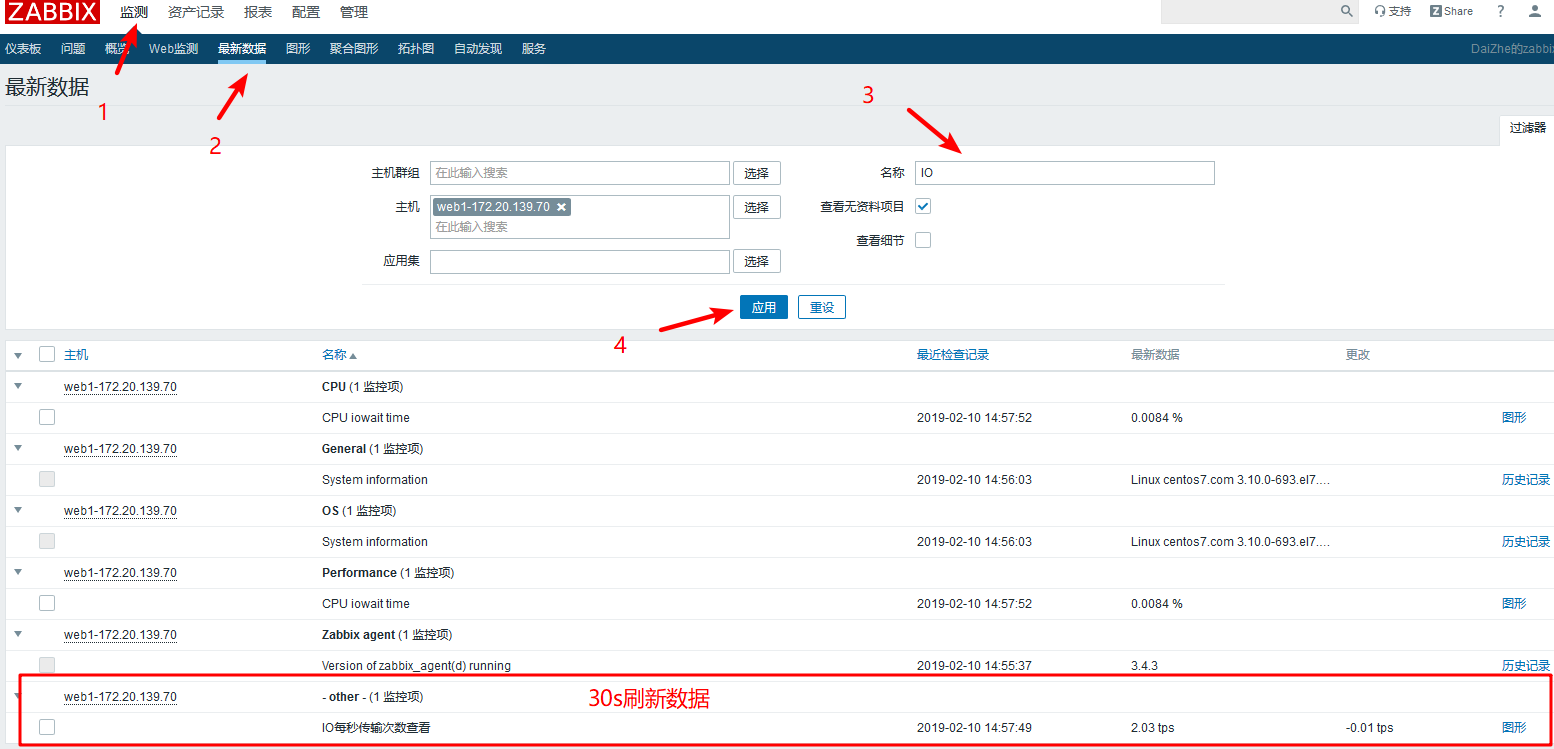 ZABBIX 监测 资产记录 报表 配置 管理 支持 Z Share ?
仪表板 问题 概览 Web监测 最新数据 图形 聚合图形 拓扑图 自动发现 服务 DaiZhe的zabbix
最新数据
1
2
3
过滤器
主机群组 在此输入搜索 选择 名称 IO
主机 web1-172.20.139.70 选择 查看无资料项目
在此输入搜索
查看细节
应用集 选择
应用 重设
4
主机 名称 最近检查记录 最新数据 更改
web1-172.20.139.70 CPU (1 监控项)
CPU iowait time 2019-02-10 14:57:52 0.0084 % 图形
web1-172.20.139.70 General (1 监控项)
System information 2019-02-10 14:56:03 Linux centos7.com 3.10.0-693.el7.... 历史记录
web1-172.20.139.70 OS (1 监控项)
System information 2019-02-10 14:56:03 Linux centos7.com 3.10.0-693.el7.... 历史记录
web1-172.20.139.70 Performance (1 监控项)
CPU iowait time 2019-02-10 14:57:52 0.0084 % 图形
web1-172.20.139.70 Zabbix agent (1 监控项)
Version of zabbix_agent(d) running 2019-02-10 14:55:37 3.4.3 历史记录
web1-172.20.139.70 - other - (1 监控项) 30s刷新数据
IO每秒传输次数查看 2019-02-10 14:57:49 2.03 tps -0.01 tps 图形